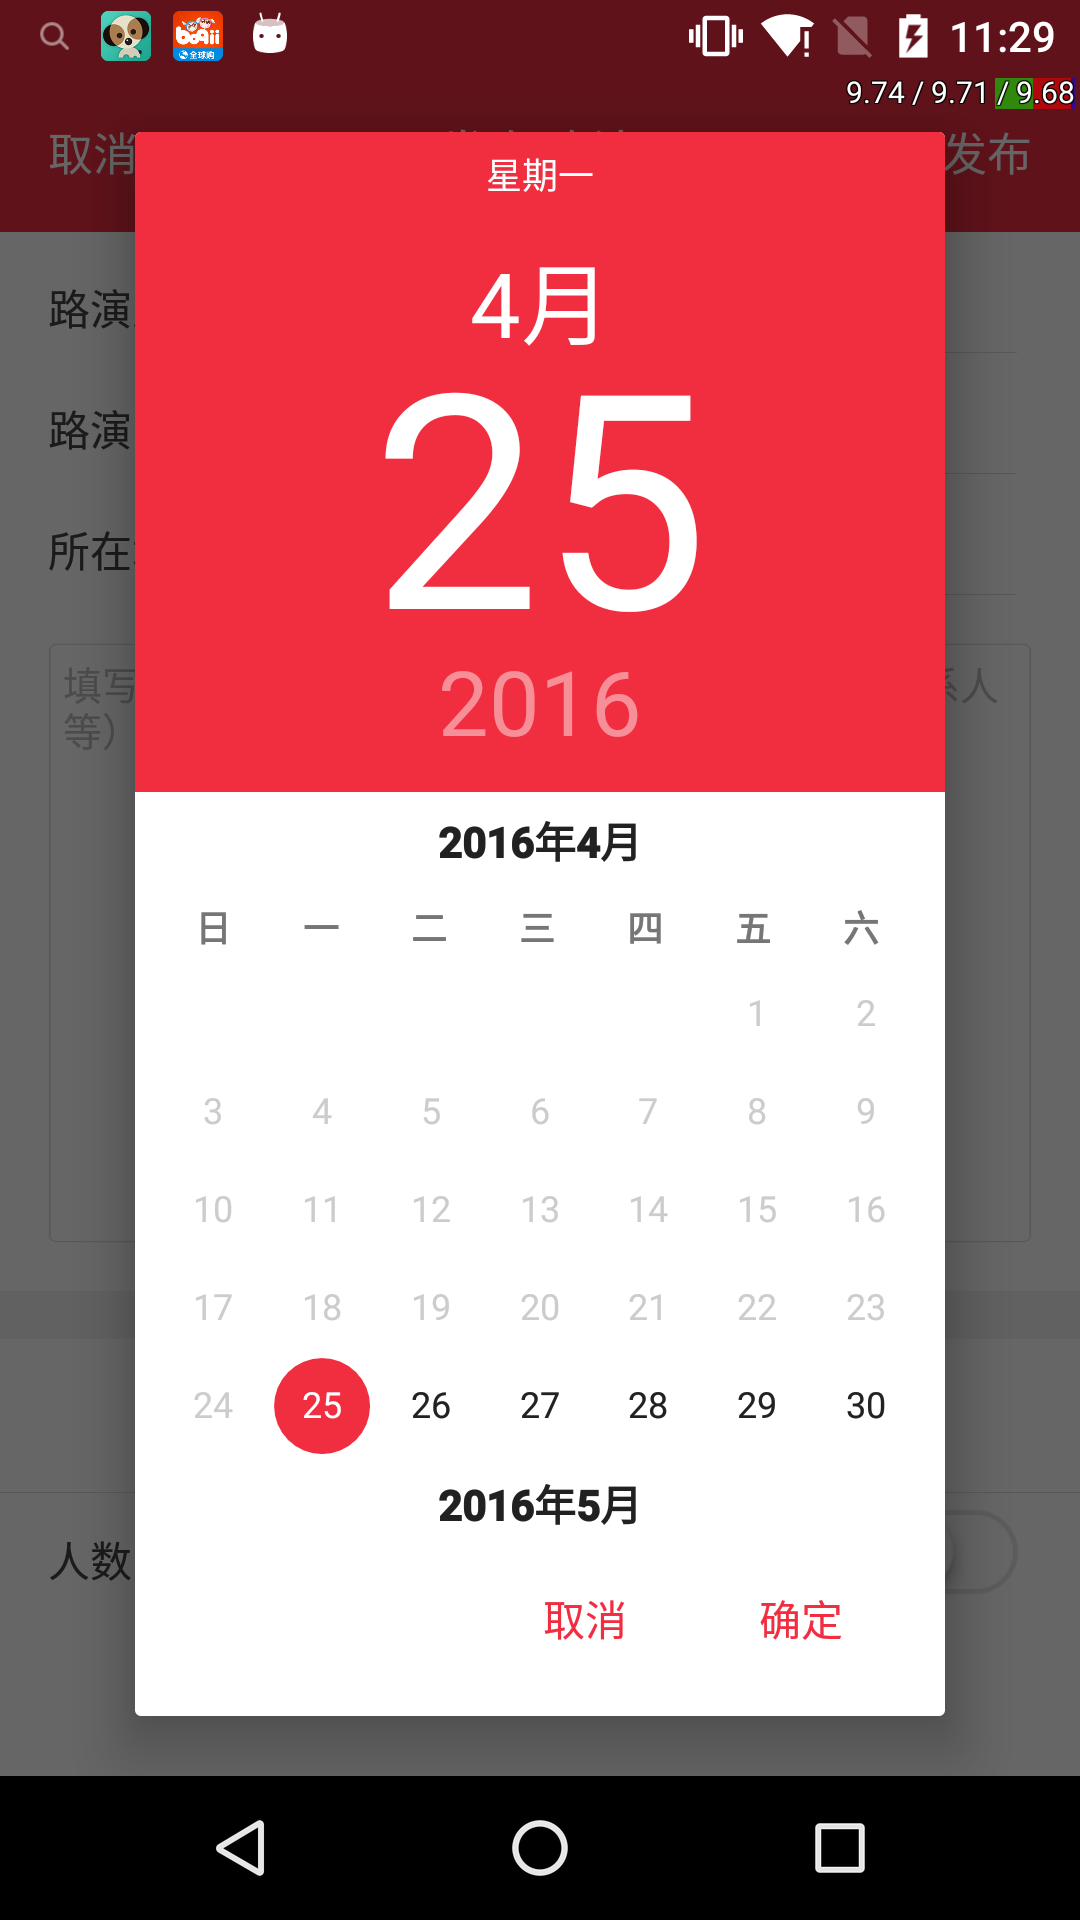 boqii
全球购
11:29
9.74 / 9.71 / 9.68
取消
发布
星期一
4月
25
2016
路演
路演
所在
填写
系人
等）
2016年4月
日 一 二 三 四 五 六
1 2
3 4 5 6 7 8 9
10 11 12 13 14 15 16
17 18 19 20 21 22 23
24 25 26 27 28 29 30
2016年5月
人数
取消 确定